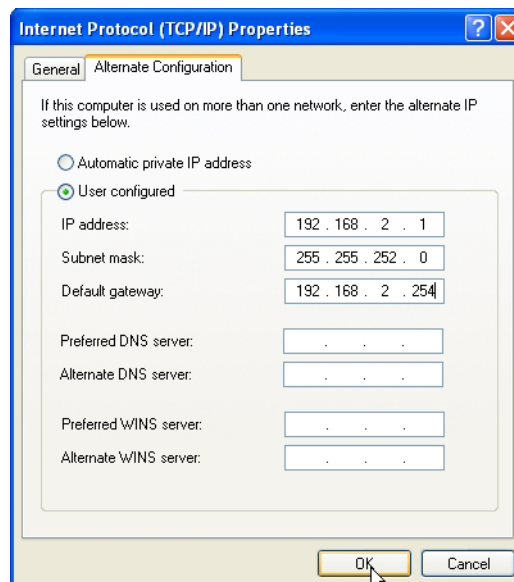 Internet Protocol (TCP/IP) Properties
General Alternate Configuration
If this computer is used on more than one network, enter the alternate IP
settings below.
Automatic private IP address
User configured
IP address: 192 . 168 . 2 . 1
Subnet mask: 255 . 255 . 252 . 0
Default gateway: 192 . 168 . 2 . 254
Preferred DNS server: . . .
Alternate DNS server: . . .
Preferred WINS server: . . .
Alternate WINS server: . . .
OK Cancel